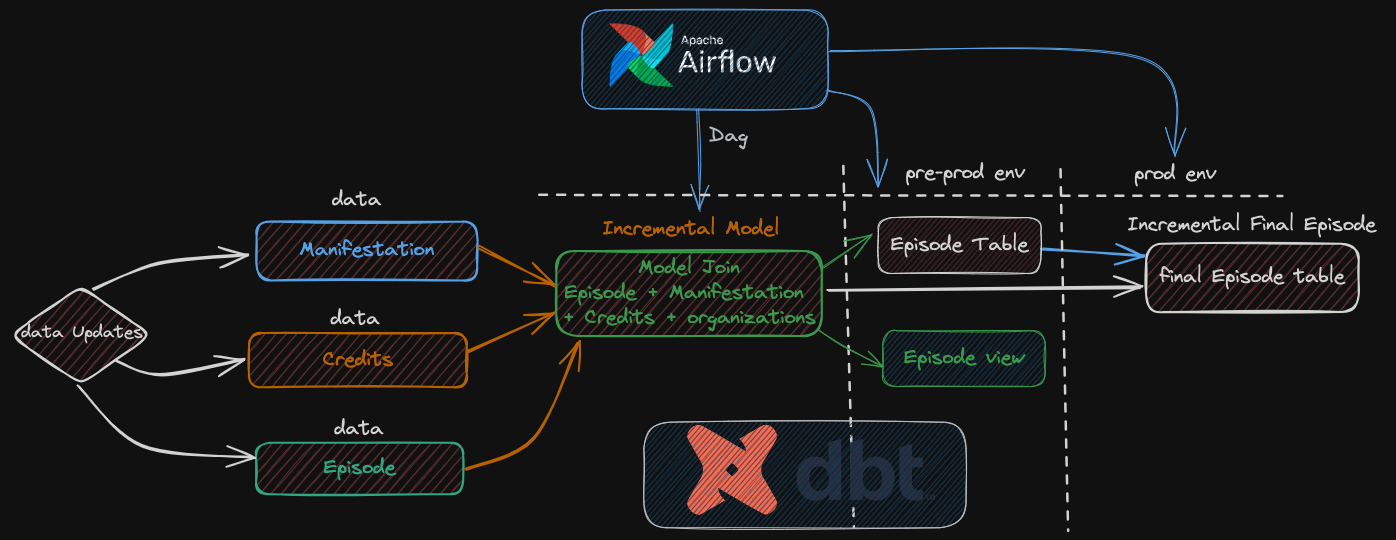 Apache
Airflow
Dag
pre-prod env
prod env
data
Incremental Model
Incremental Final Episode
Manifestation
Episode Table
Model Join
Episode + Manifestation
+ Credits + organizations
final Episode table
data Updates
data
Credits
Episode view
data
Episode
dbt